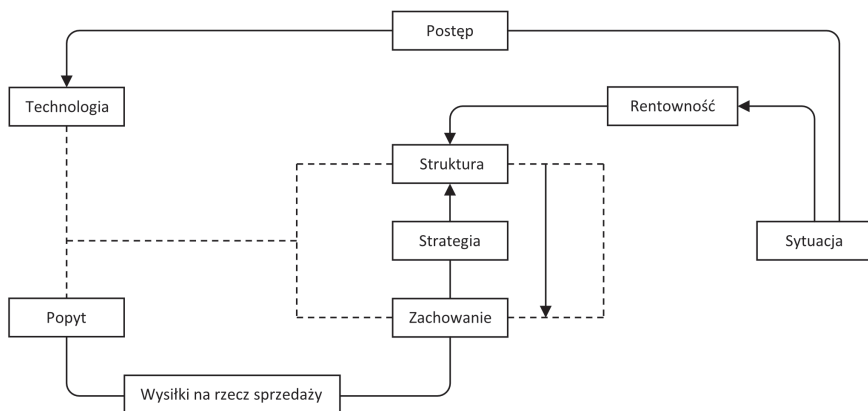 Postęp
Technologia
Rentowność
Struktura
Strategia
Sytuacja
Popyt
Zachowanie
Wysiłki na rzecz sprzedaży